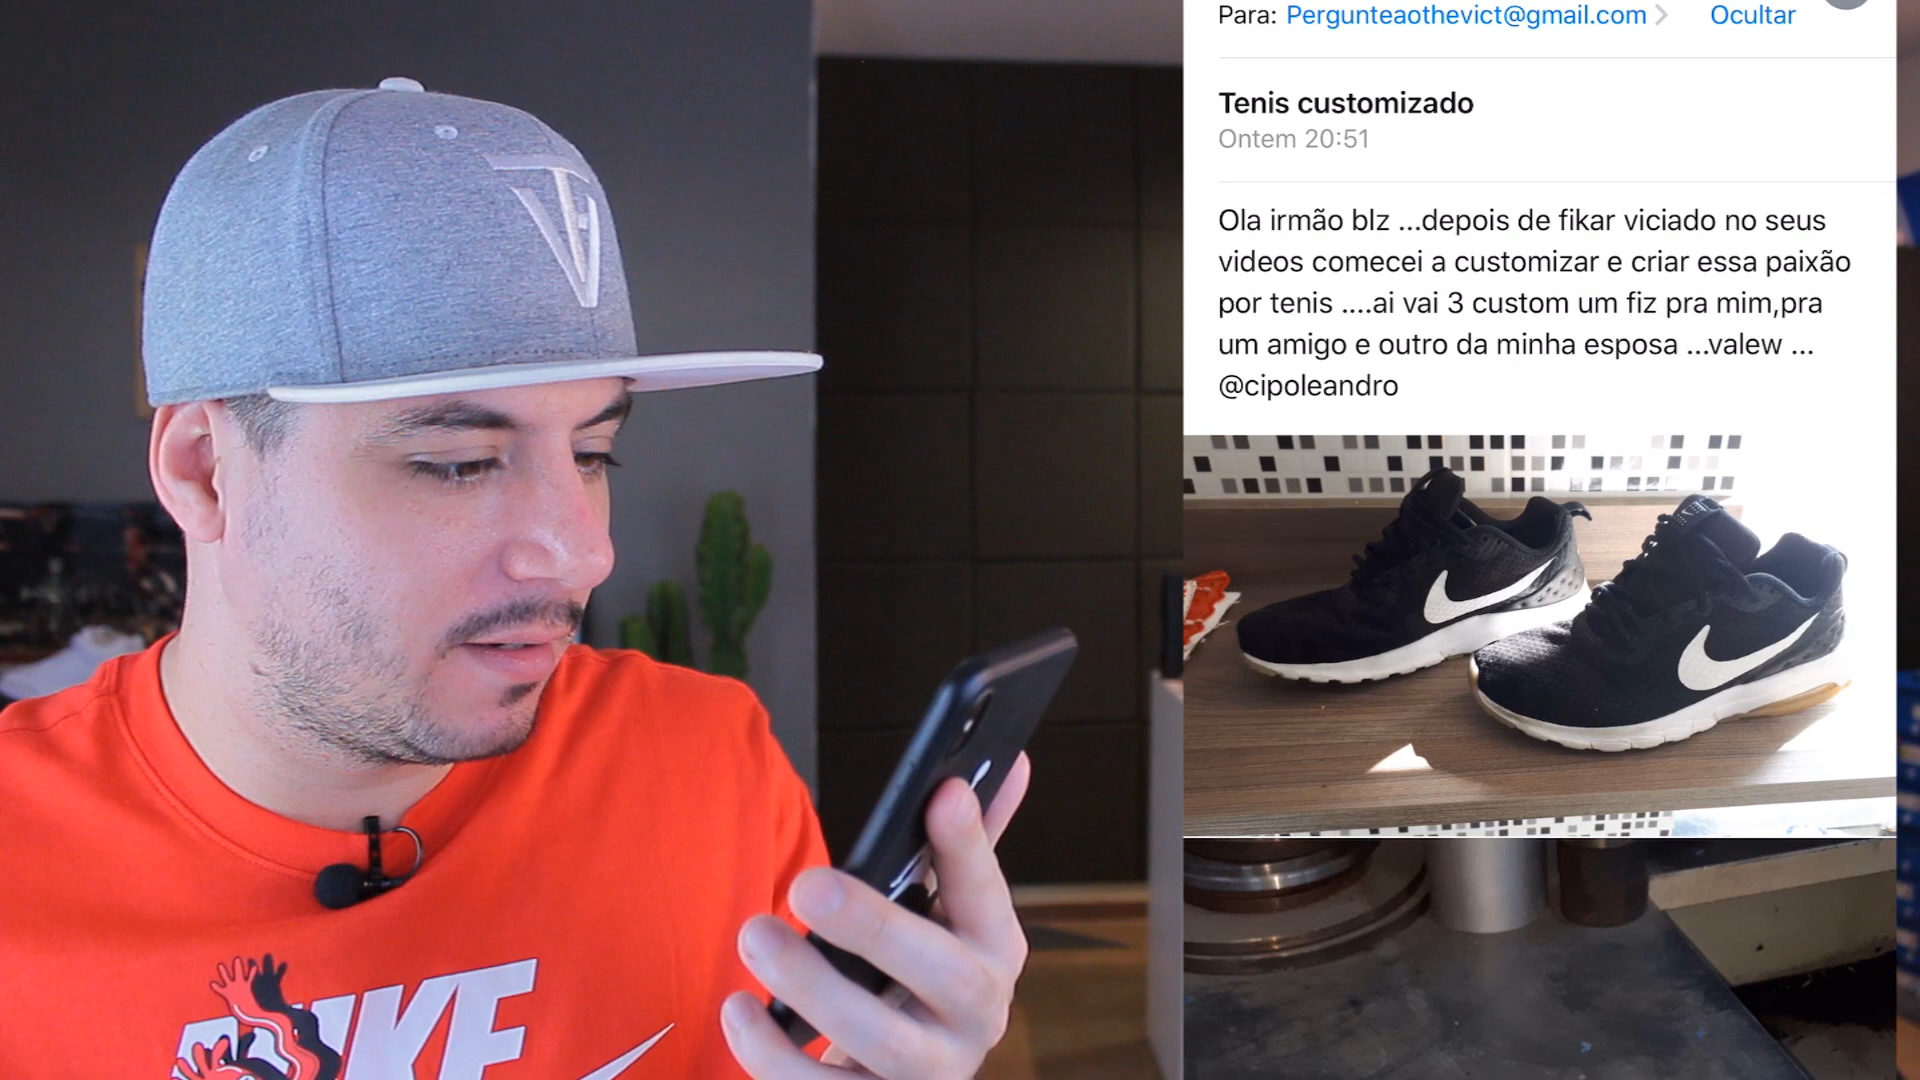 Para: Pergunteaothevict@gmail.com Ocultar
Tenis customizado
Ontem 20:51
Ola irmão blz ...depois de fikar viciado no seus
videos comecei a customizar e criar essa paixão
por tenis ....ai vai 3 custom um fiz pra mim,pra
um amigo e outro da minha esposa ...valew ...
@cipoleandro
NIKE